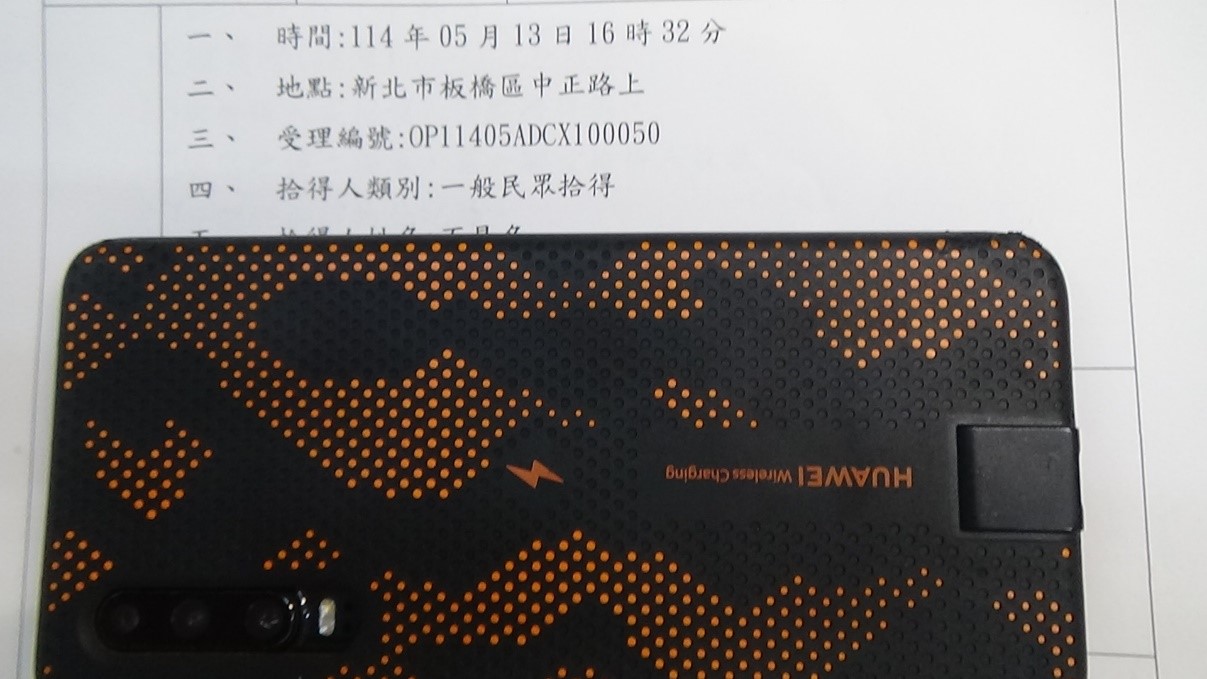 一、 時間:114 年 05 月 13 日 16 時 32 分
二、 地點:新北市板橋區中正路上
三、 受理編號:OP11405ADCX100050
四、 拾得人類別:一般民眾拾得
HUAWEI Wireless Charging